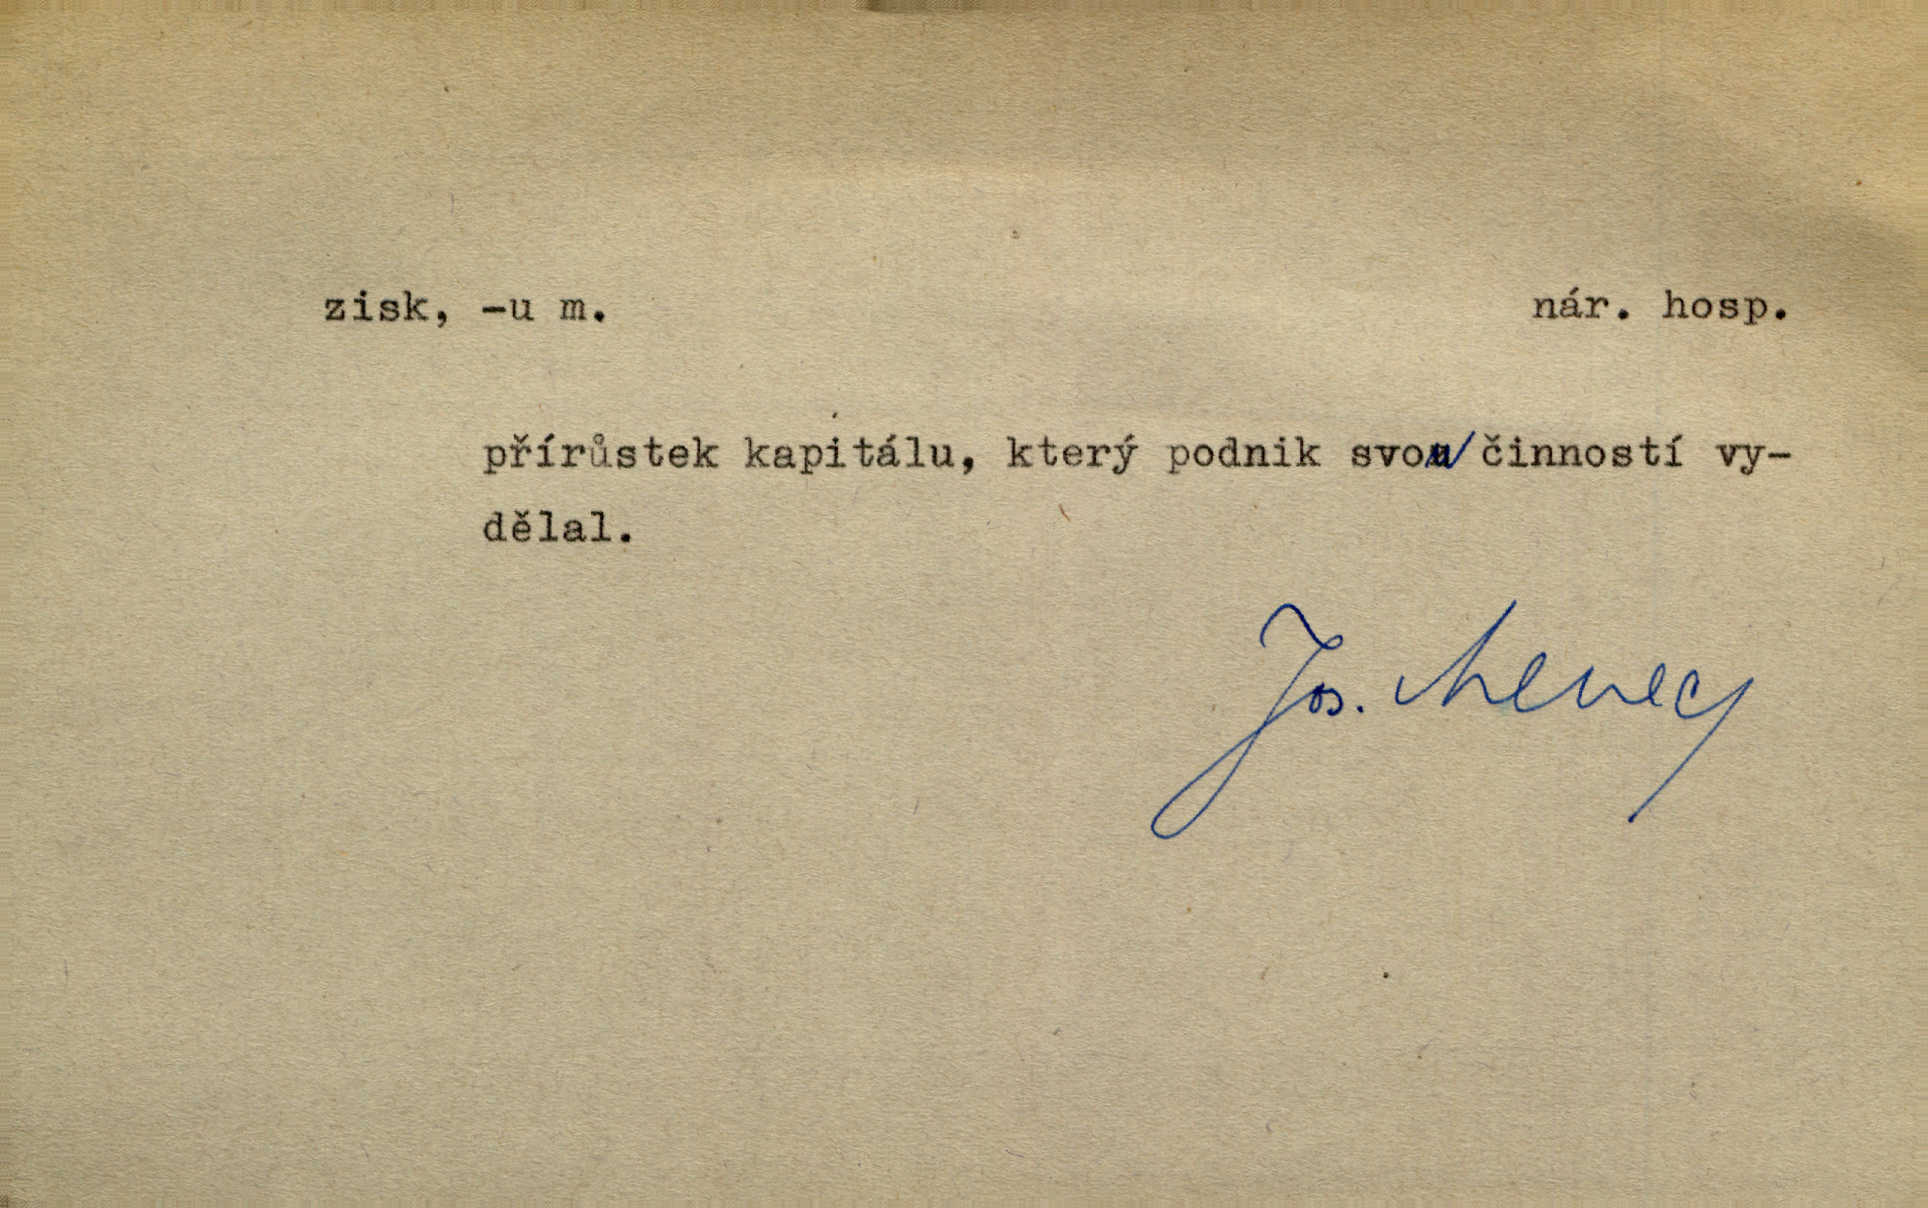 zisk, -u m. nár. hosp.
přírůstek kapitálu, který podnik svou činností vy-
dělal.
Jos.